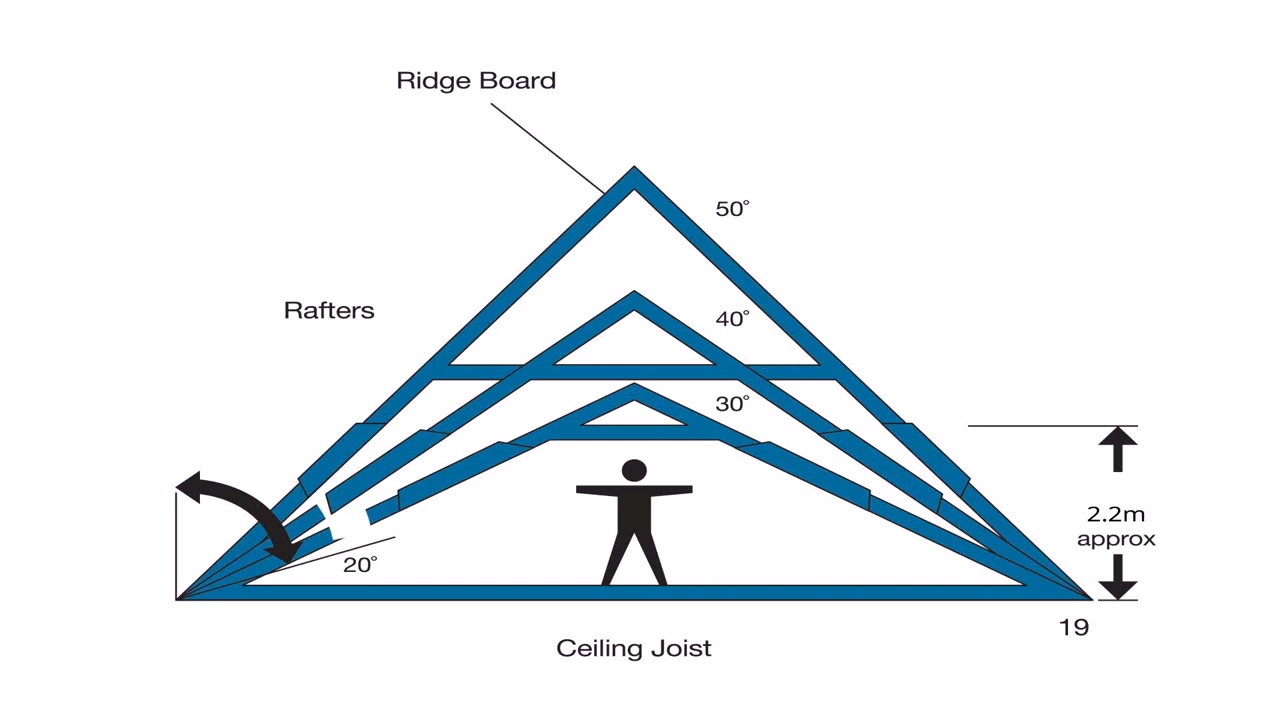 Ridge Board
50°
Rafters
40°
30°
2.2m
approx
20°
19
Ceiling Joist